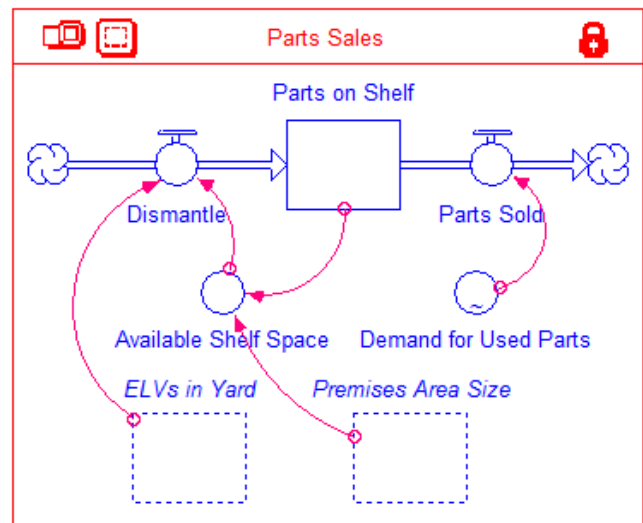 Parts Sales
Parts on Shelf
Dismantle
Parts Sold
Available Shelf Space
Demand for Used Parts
~
ELVs in Yard
Premises Area Size